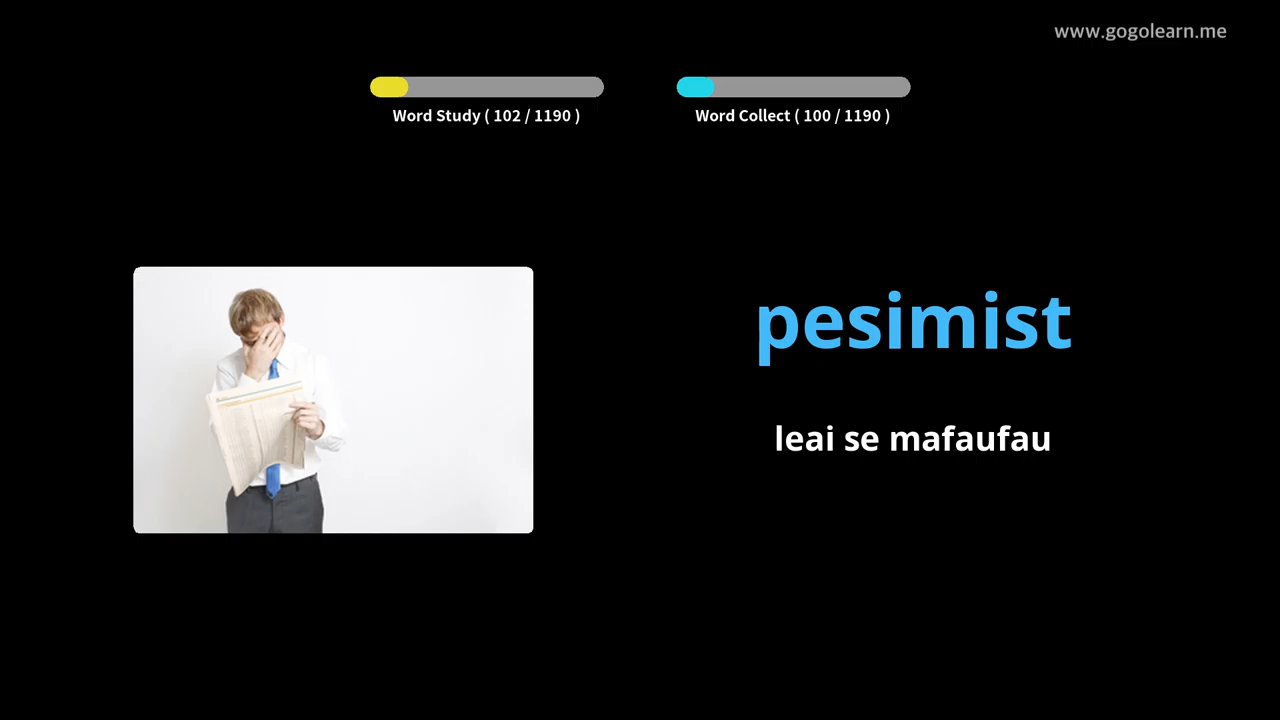 www.gogolearn.me
Word Study ( 102 / 1190 )
Word Collect ( 100 / 1190 )
pesimist
leai se mafaufau